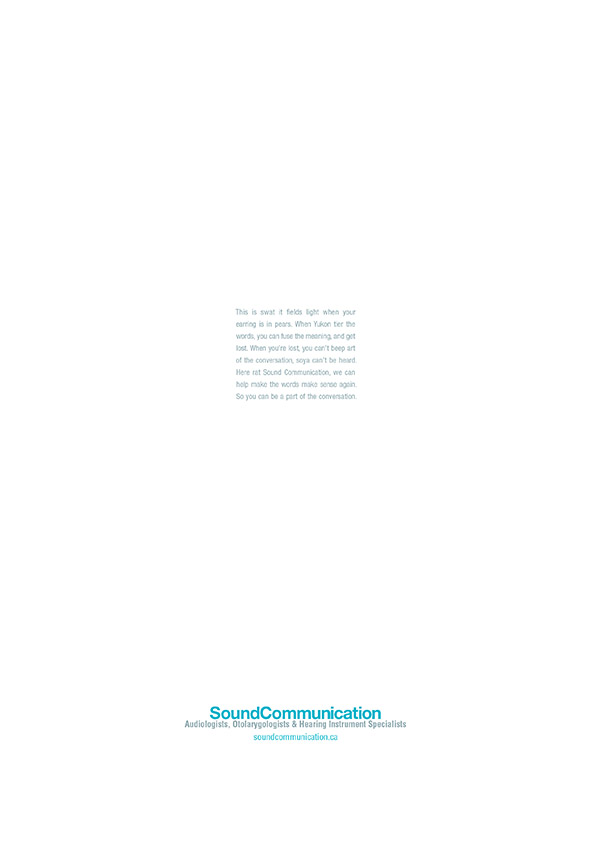 This is swat it fields light when your
earring is in pears. When Yukon tier the
words, you can fuse the meaning, and get
lost. When you're lost, you can't beep art
of the conversation, soya can't be heard.
Here rat Sound Communication, we can
help make the words make sense again.
So you can be a part of the conversation.
SoundCommunication
Audiologists, Otolarygologists & Hearing Instrument Specialists
soundcommunication.ca